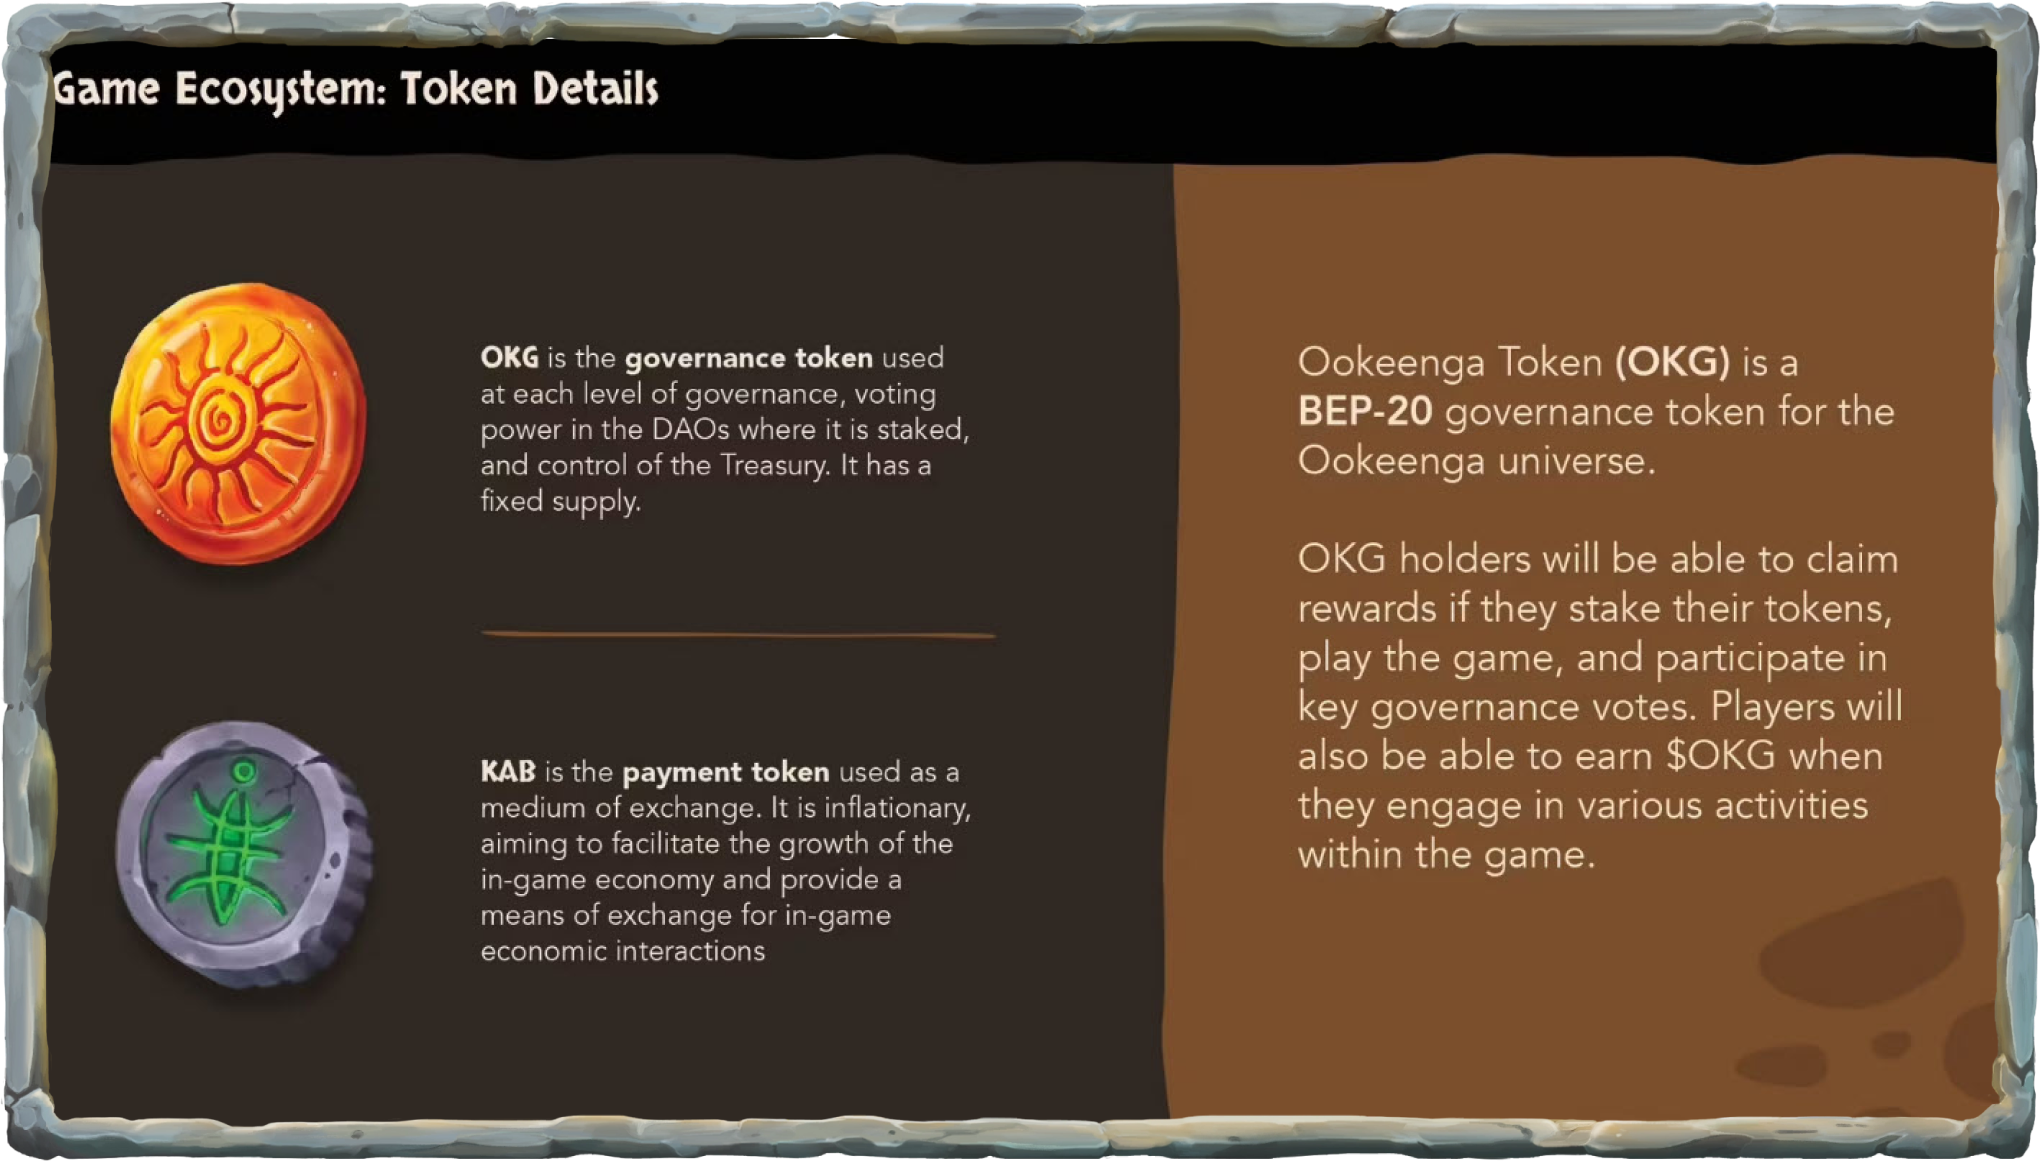 Game Ecosystem: Token Details
OKG is the governance token used
at each level of governance, voting
power in the DAOs where it is staked,
and control of the Treasury. It has a
fixed supply.
KAB is the payment token used as a
medium of exchange. It is inflationary,
aiming to facilitate the growth of the
in-game economy and provide a
means of exchange for in-game
economic interactions
Ookeenga Token (OKG) is a
BEP-20 governance token for the
Ookeenga universe.
OKG holders will be able to claim
rewards if they stake their tokens,
play the game, and participate in
key governance votes. Players will
also be able to earn $OKG when
they engage in various activities
within the game.